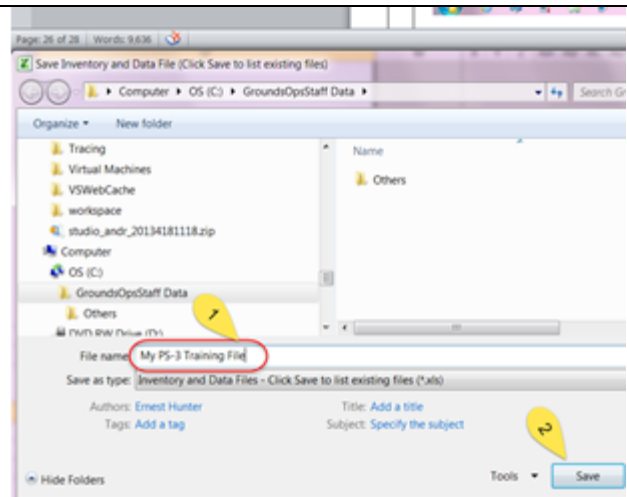 Page: 26 of 28 Words: 9,636
Save Inventory and Data File (Click Save to list existing files)
Computer OS (C:) GroundsOpsStaff Data Search Gr
Organize New folder
Tracing
Virtual Machines
VSWebCache
workspace
studio_andr_20134181118.zip
Computer
OS (C:)
GroundsOpsStaff Data
Others
DVD RW Drive (D:)
Name
Others
1
File name: My PS-3 Training File
Save as type: Inventory and Data Files - Click Save to list existing files (*.xls)
Authors: Ernest Hunter Title: Add a title
Tags: Add a tag Subject: Specify the subject
2
Hide Folders Tools Save